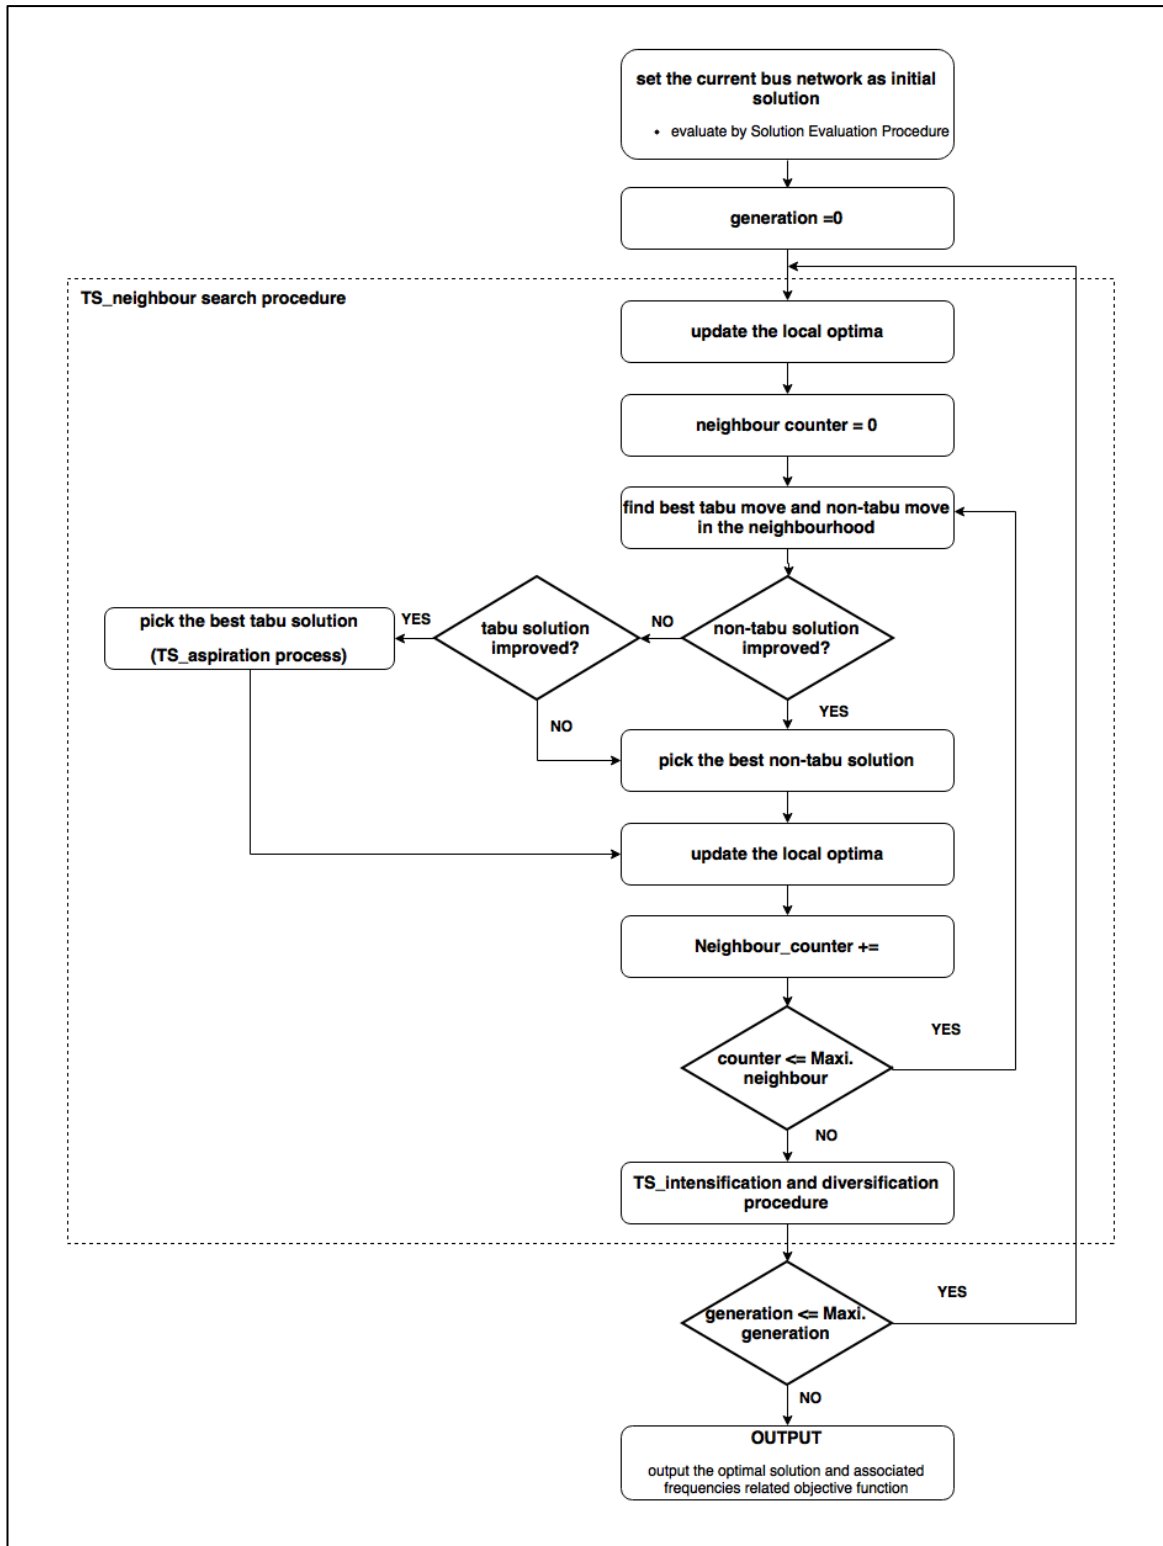 set the current bus network as initial
solution
• evaluate by Solution Evaluation Procedure
generation =0
TS_neighbour search procedure
update the local optima
neighbour counter = 0
find best tabu move and non-tabu move
in the neighbourhood
pick the best tabu solution
(TS_aspiration process)
YES
tabu solution
improved?
NO
non-tabu solution
improved?
NO
YES
pick the best non-tabu solution
update the local optima
Neighbour_counter +=
counter <= Maxi.
neighbour
YES
NO
TS_intensification and diversification
procedure
generation <= Maxi.
generation
YES
NO
OUTPUT
output the optimal solution and associated
frequencies related objective function